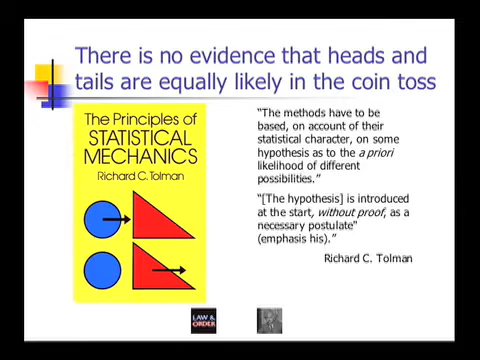 There is no evidence that heads and
tails are equally likely in the coin toss
The Principles of
STATISTICAL
MECHANICS
Richard C. Tolman
“The methods have to be
based, on account of their
statistical character, on some
hypothesis as to the a priori
likelihood of different
possibilities.”
“[The hypothesis] is introduced
at the start, without proof, as a
necessary postulate”
(emphasis his).”
Richard C. Tolman
LAW &
ORDER